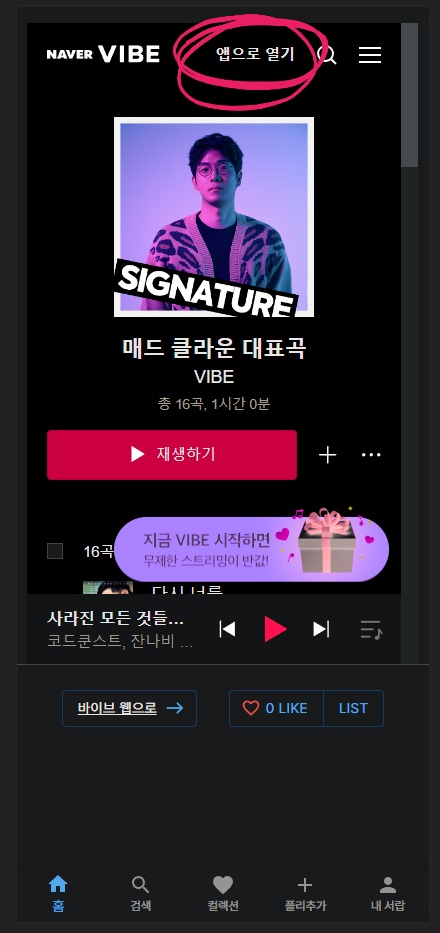 NAVER VIBE
앱으로 열기
SIGNATURE
매드 클라운 대표곡
VIBE
총 16곡, 1시간 0분
재생하기
16곡
지금 VIBE 시작하면
무제한 스트리밍이 반값!
다시 너를
사라진 모든 것들...
코드쿤스트, 잔나비 ...
바이브 웹으로
0 LIKE
LIST
홈
검색
컬렉션
플리추가
내 서랍